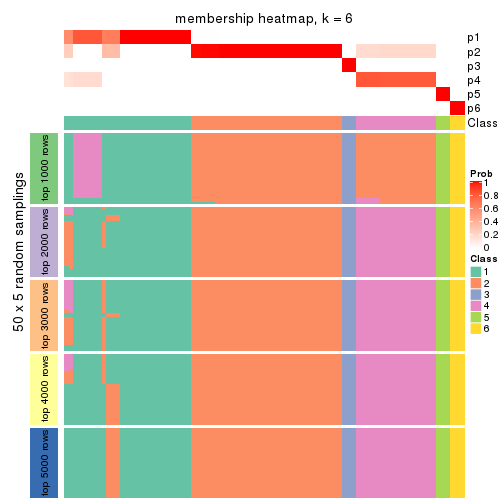 membership heatmap, k = 6
p1
p2
p3
p4
p5
p6
Class
50 x 5 random samplings
top 1000 rows
top 2000 rows
top 3000 rows
top 4000 rows
top 5000 rows
Prob
1
0.8
0.6
0.4
0.2
0
Class
1
2
3
4
5
6